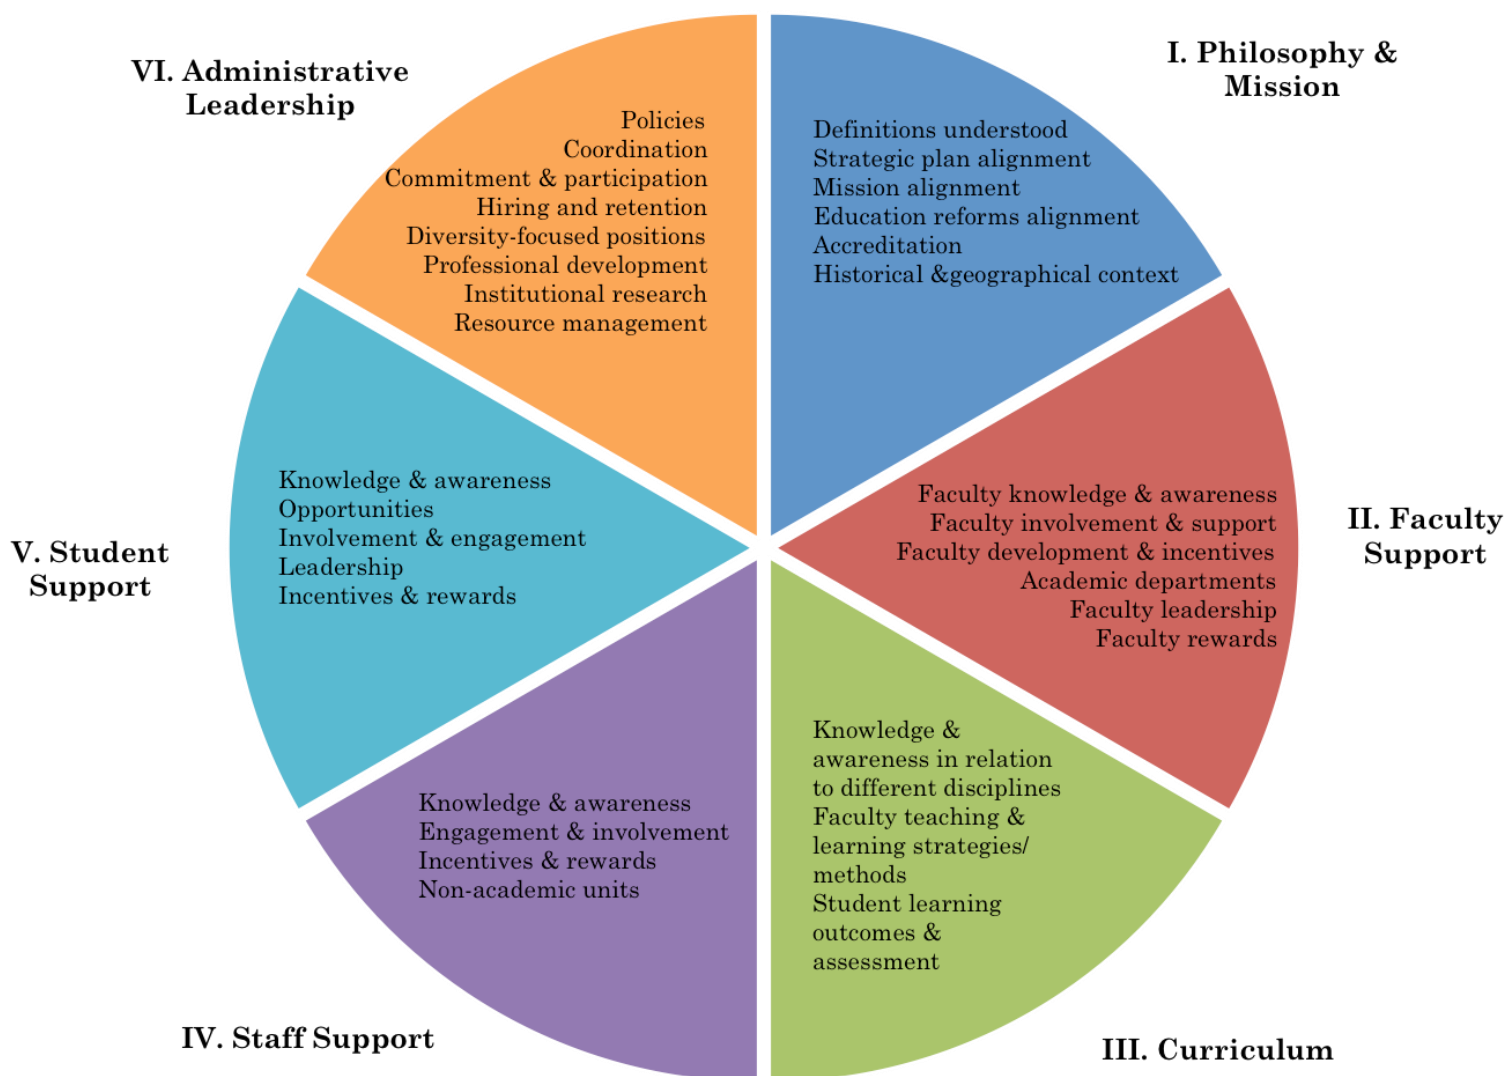 I. Philosophy &
Mission
Definitions understood
Strategic plan alignment
Mission alignment
Education reforms alignment
Accreditation
Historical &geographical context
II. Faculty
Support
Faculty knowledge & awareness
Faculty involvement & support
Faculty development & incentives
Academic departments
Faculty leadership
Faculty rewards
III. Curriculum
Knowledge &
awareness in relation
to different disciplines
Faculty teaching &
learning strategies/
methods
Student learning
outcomes &
assessment
IV. Staff Support
Knowledge & awareness
Engagement & involvement
Incentives & rewards
Non-academic units
V. Student
Support
Knowledge & awareness
Opportunities
Involvement & engagement
Leadership
Incentives & rewards
VI. Administrative
Leadership
Policies
Coordination
Commitment & participation
Hiring and retention
Diversity-focused positions
Professional development
Institutional research
Resource management